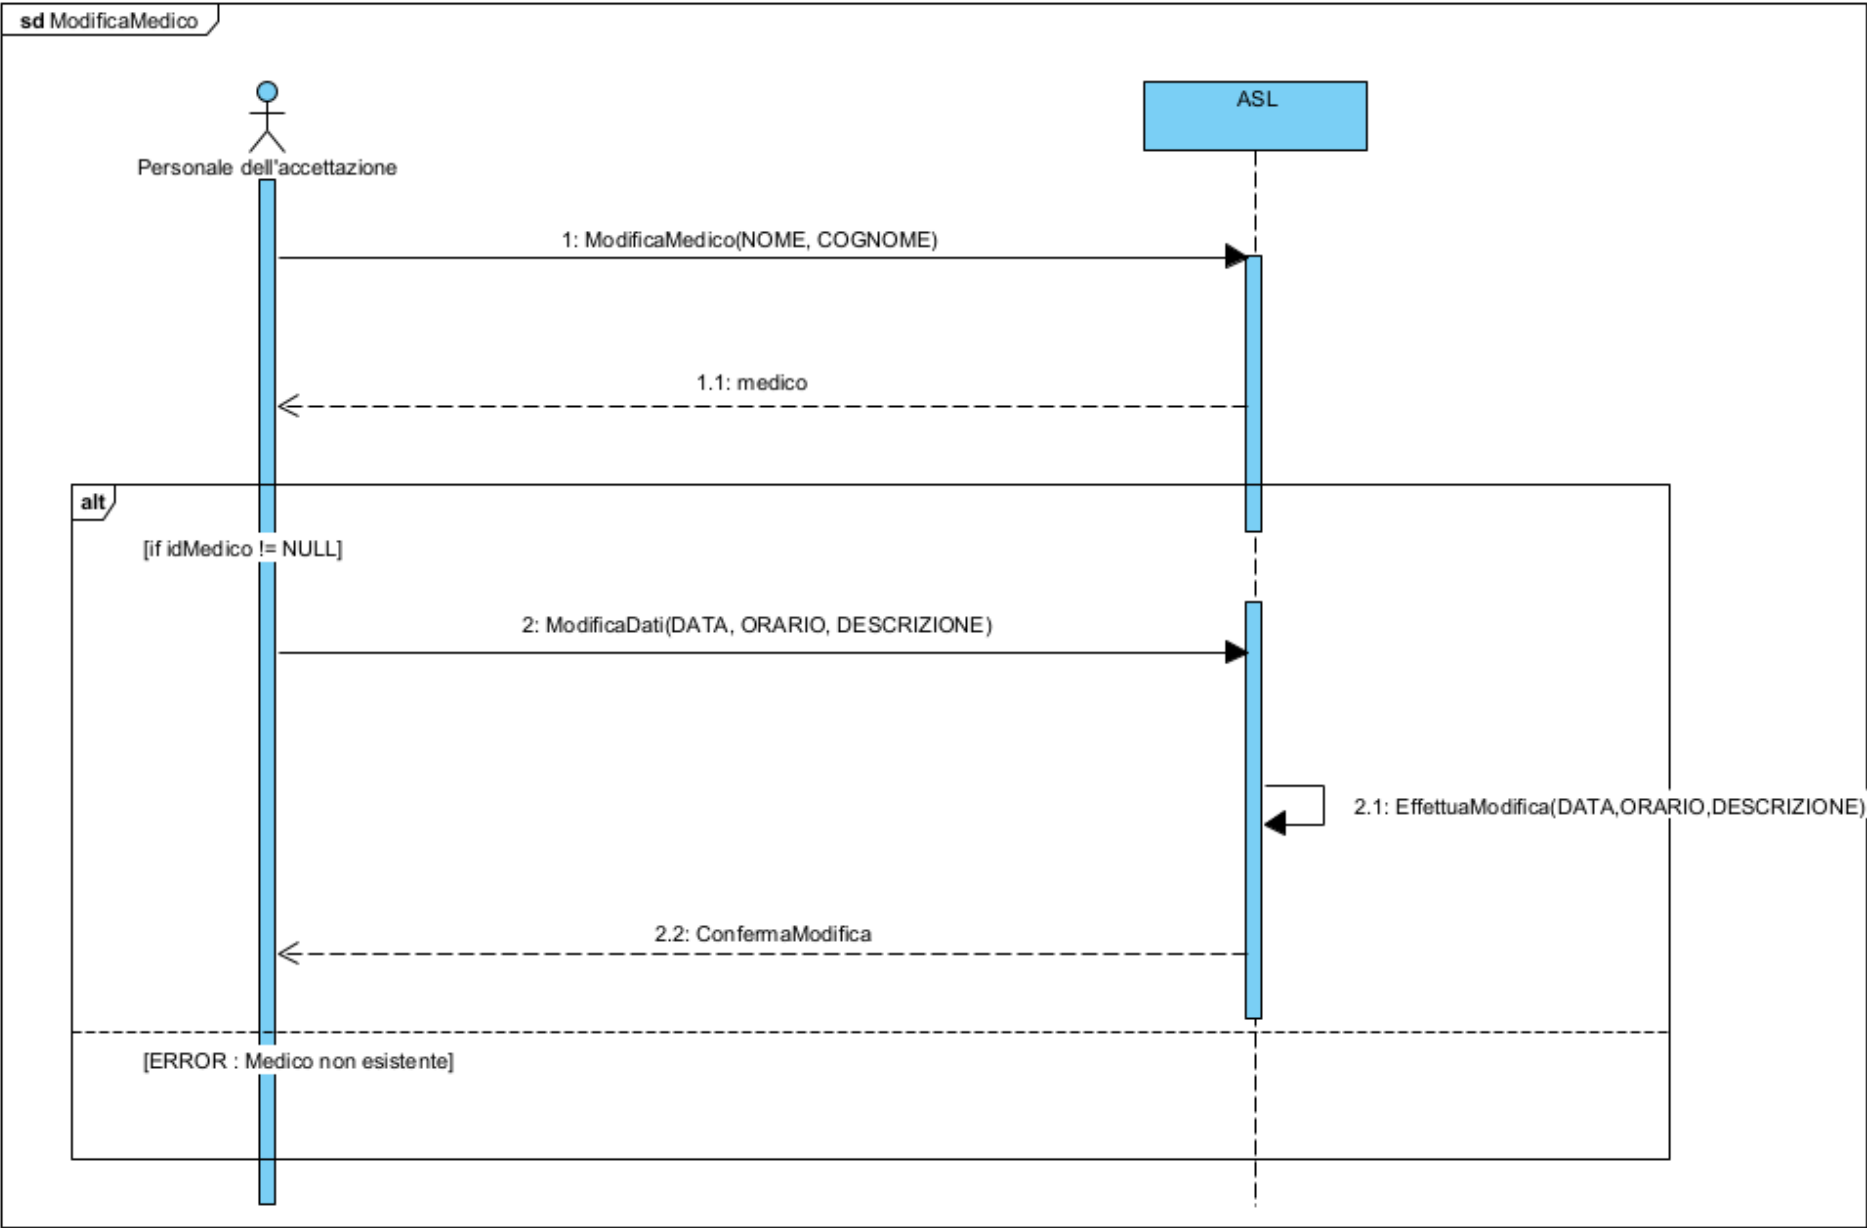 sd ModificaMedico
ASL
Personale dell'accettazione
1: ModificaMedico(NOME, COGNOME)
1.1: medico
alt
[if idMedico != NULL]
2: ModificaDati(DATA, ORARIO, DESCRIZIONE)
2.1: EffettuaModifica(DATA,ORARIO,DESCRIZIONE)
2.2: ConfermaModifica
[ERROR : Medico non esistente]